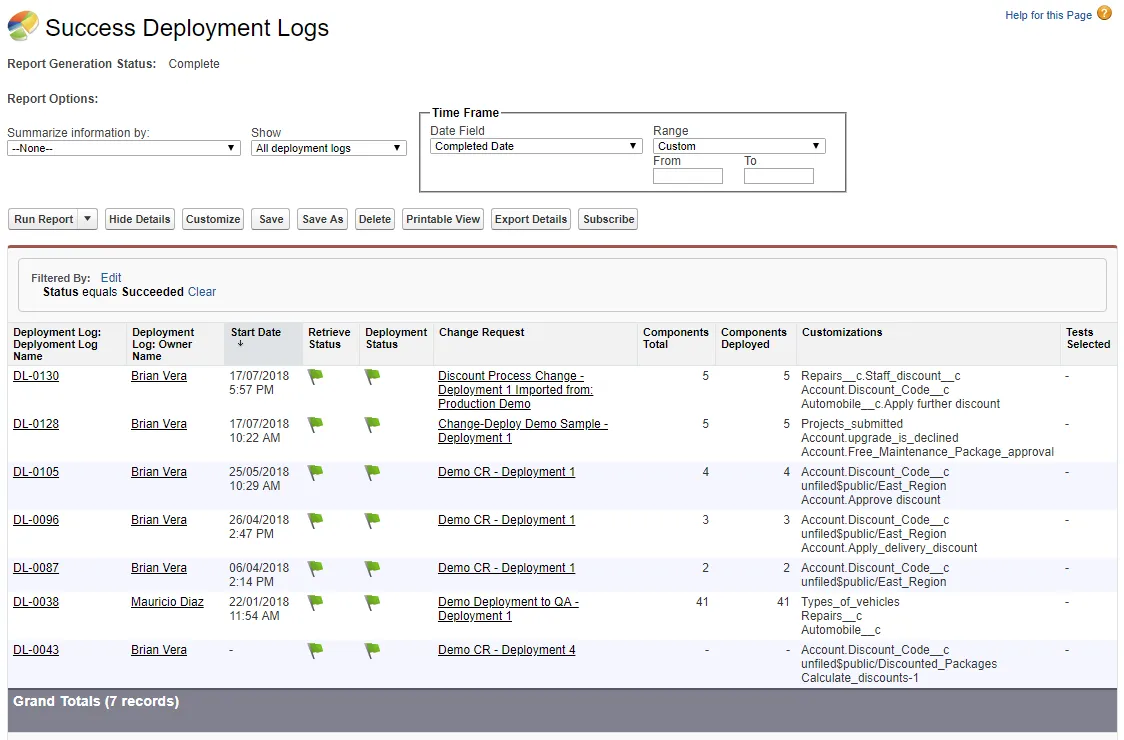 Success Deployment Logs
Help for this Page ?
Report Generation Status: Complete
Report Options:
Summarize information by:
--None--
Show
All deployment logs
Time Frame
Date Field
Completed Date
Range
Custom
From
To
Run Report
Hide Details
Customize
Save
Save As
Delete
Printable View
Export Details
Subscribe
Filtered By: Edit
Status equals Succeeded Clear
Deployment Log:
Deplyoment Log
Name
Deployment
Log: Owner
Name
Start Date
Retrieve
Status
Deployment
Status
Change Request
Components
Total
Components
Deployed
Customizations
Tests
Selected
DL-0130
Brian Vera
17/07/2018
5:57 PM
Discount Process Change -
Deployment 1 Imported from:
Production Demo
5
5
Repairs__c.Staff_discount__c
Account.Discount_Code__c
Automobile__c.Apply further discount
-
DL-0128
Brian Vera
17/07/2018
10:22 AM
Change-Deploy Demo Sample -
Deployment 1
5
5
Projects_submitted
Account.upgrade_is_declined
Account.Free_Maintenance_Package_approval
-
DL-0105
Brian Vera
25/05/2018
10:29 AM
Demo CR - Deployment 1
4
4
Account.Discount_Code__c
unfiled$public/East_Region
Account.Approve discount
-
DL-0096
Brian Vera
26/04/2018
2:47 PM
Demo CR - Deployment 1
3
3
Account.Discount_Code__c
unfiled$public/East_Region
Account.Apply_delivery_discount
-
DL-0087
Brian Vera
06/04/2018
2:14 PM
Demo CR - Deployment 1
2
2
Account.Discount_Code__c
unfiled$public/East_Region
-
DL-0038
Mauricio Diaz
22/01/2018
11:54 AM
Demo Deployment to QA -
Deployment 1
41
41
Types_of_vehicles
Repairs__c
Automobile__c
-
DL-0043
Brian Vera
-
Demo CR - Deployment 4
-
-
Account.Discount_Code__c
unfiled$public/Discounted_Packages
Calculate_discounts-1
-
Grand Totals (7 records)